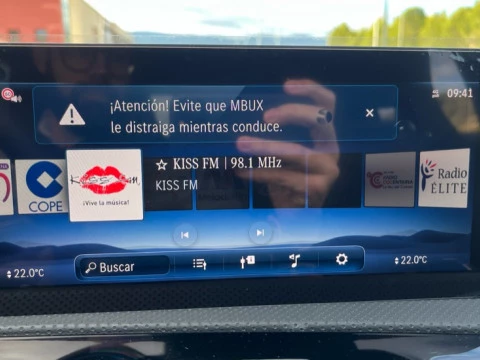 09:41
¡Atención! Evite que MBUX
le distraiga mientras conduce.
COPE
¡Vive la música!
☆ KISS FM | 98.1 MHz
KISS FM
Radio
ÉLITE
22.0°C
Buscar
22.0°C